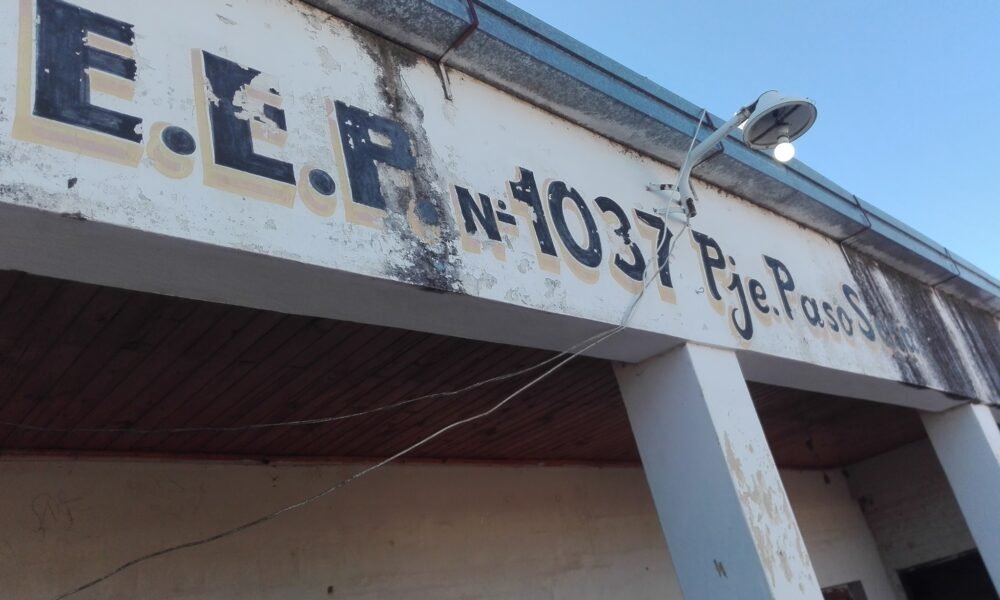 E.E.P. Nº 1037 Pje. Paso